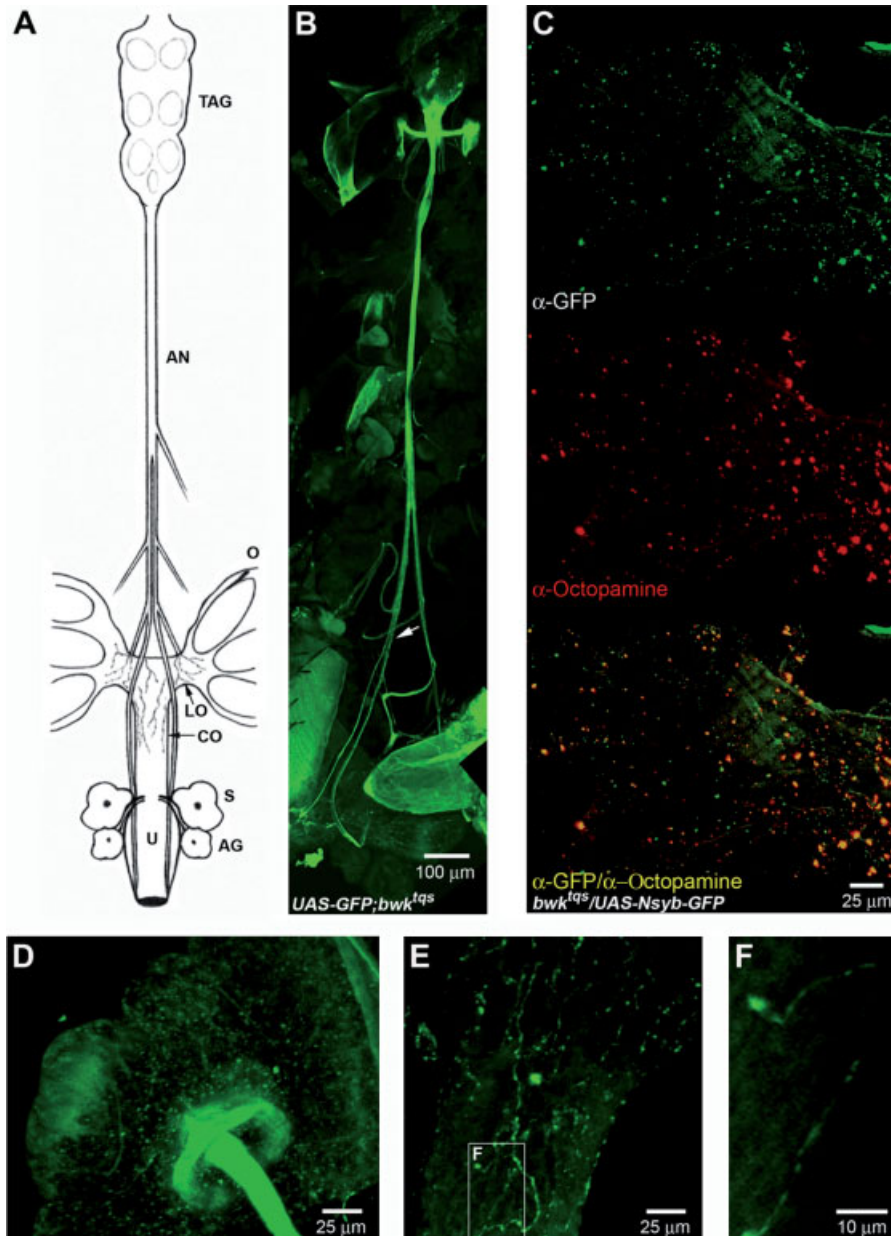 A
TAG
AN
O
LO
CO
S
U
AG
B
100 μm
UAS-GFP;bwk^tqs
C
α-GFP
α-Octopamine
α-GFP/α–Octopamine
bwk^tqs/UAS-Nsyb-GFP
25 μm
D
25 μm
E
F
25 μm
F
10 μm